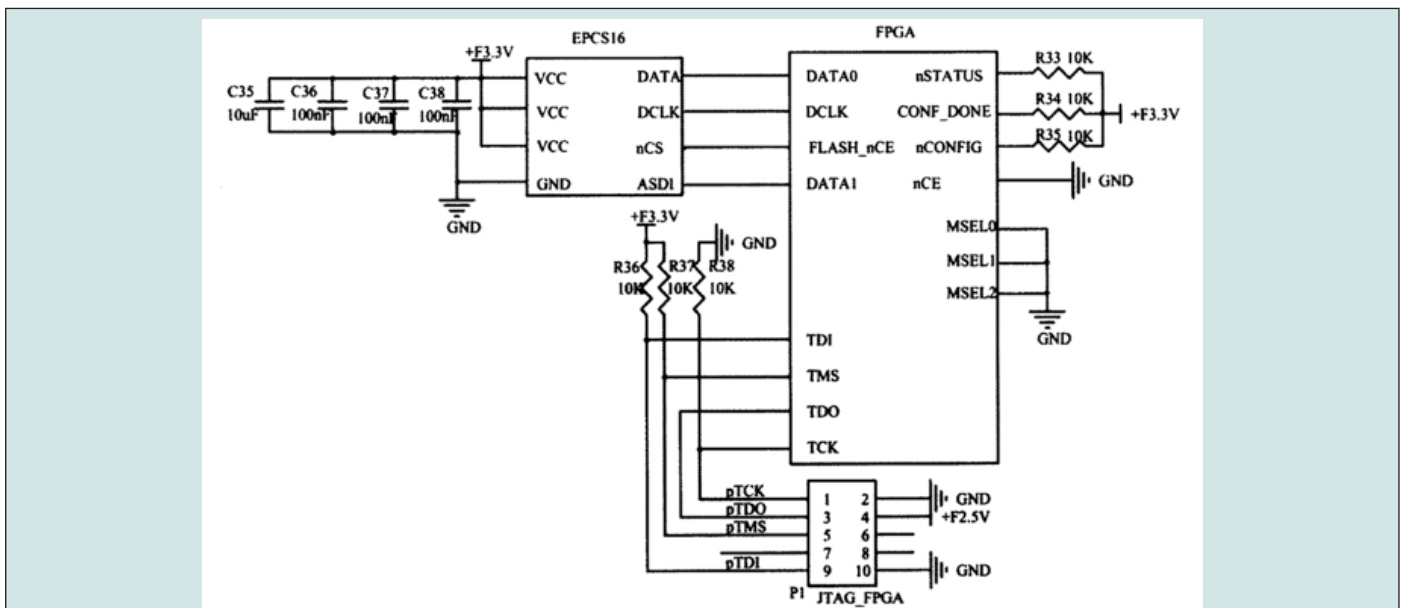 EPCS16
FPGA
+F3.3V
VCC
DATA
DATA0
nSTATUS
R33 10K
C35
10uF
C36
100nF
C37
100nF
C38
100nF
VCC
DCLK
DCLK
CONF_DONE
R34 10K
+F3.3V
VCC
nCS
FLASH_nCE
nCONFIG
R35 10K
GND
ASDI
DATA1
nCE
GND
GND
+F3.3V
GND
MSEL0
MSEL1
MSEL2
GND
R36
10K
R37
10K
R38
10K
TDI
TMS
TDO
TCK
pTCK
1
2
GND
pTDO
3
4
+F2.5V
pTMS
5
6
7
8
pTDI
9
10
GND
P1
JTAG_FPGA